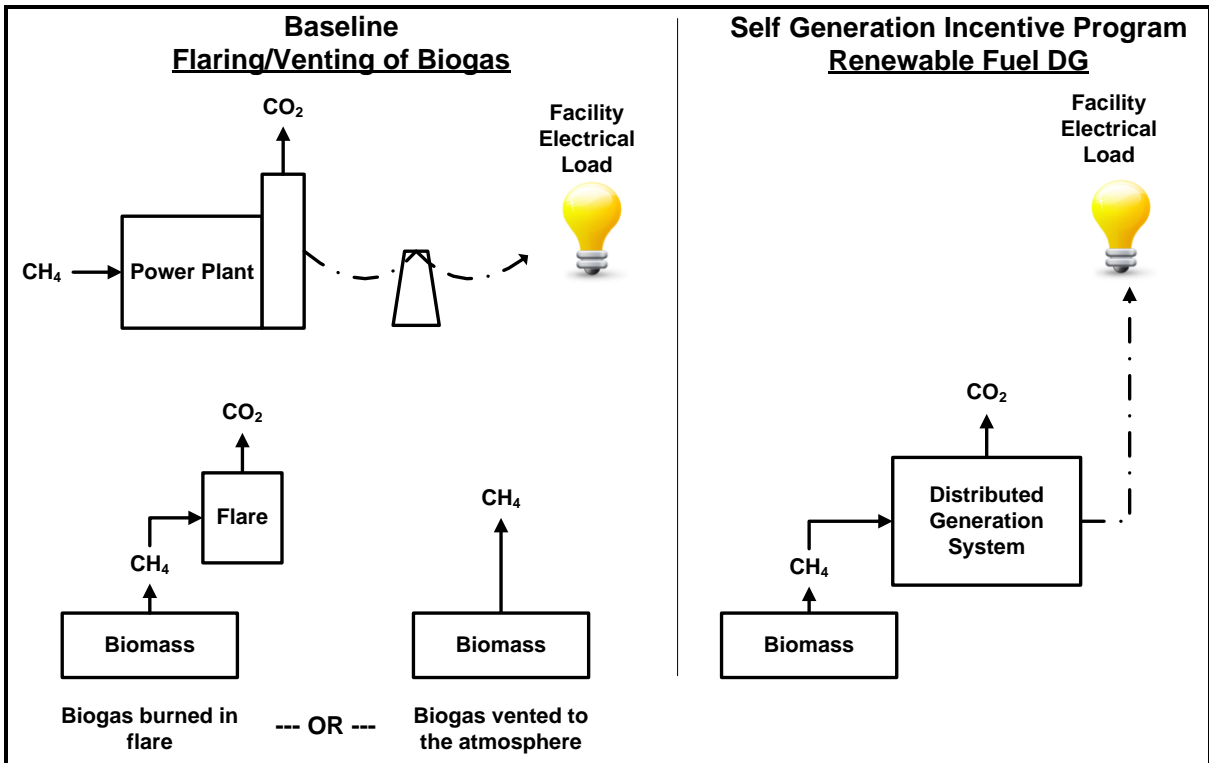 Baseline
Flaring/Venting of Biogas
CO₂
Facility
Electrical
Load
CH₄
Power Plant
CO₂
Flare
CH₄
Biomass
Biogas burned in
flare
--- OR ---
CH₄
Biomass
Biogas vented to
the atmosphere
Self Generation Incentive Program
Renewable Fuel DG
Facility
Electrical
Load
CO₂
Distributed
Generation
System
CH₄
Biomass